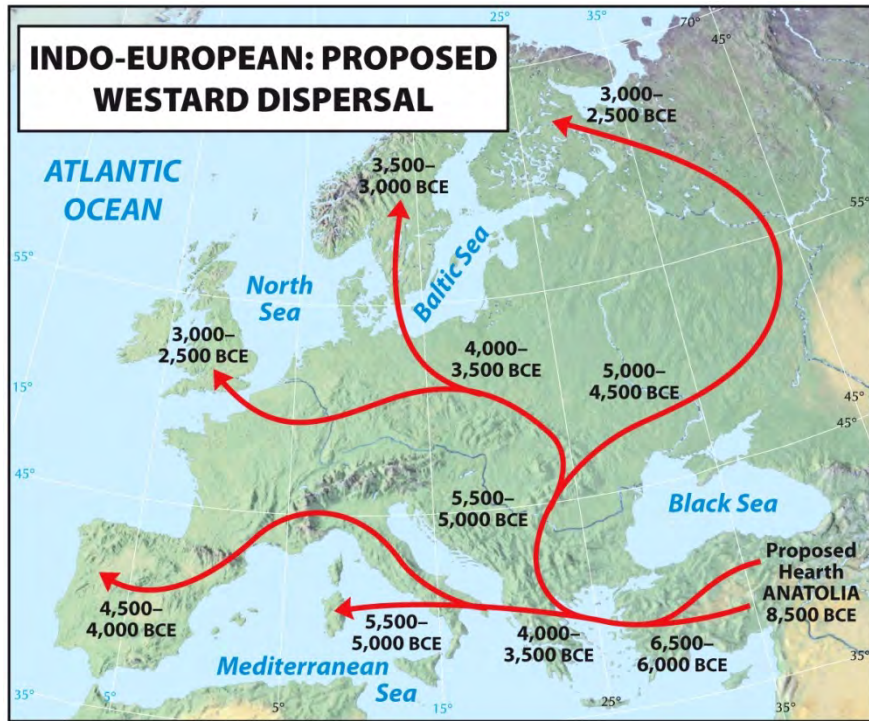 INDO-EUROPEAN: PROPOSED
WESTARD DISPERSAL
25°
35°
70°
45°
3,000–
2,500 BCE
ATLANTIC
OCEAN
3,500–
3,000 BCE
55°
55°
North
Sea
Baltic Sea
3,000–
2,500 BCE
4,000–
3,500 BCE
5,000–
4,500 BCE
15°
45°
45°
45°
5,500–
5,000 BCE
Black Sea
Proposed
Hearth
ANATOLIA
8,500 BCE
4,500–
4,000 BCE
5,500–
5,000 BCE
4,000–
3,500 BCE
6,500–
6,000 BCE
Mediterranean
Sea
35°
35°
5°
5°
15°
25°
35°